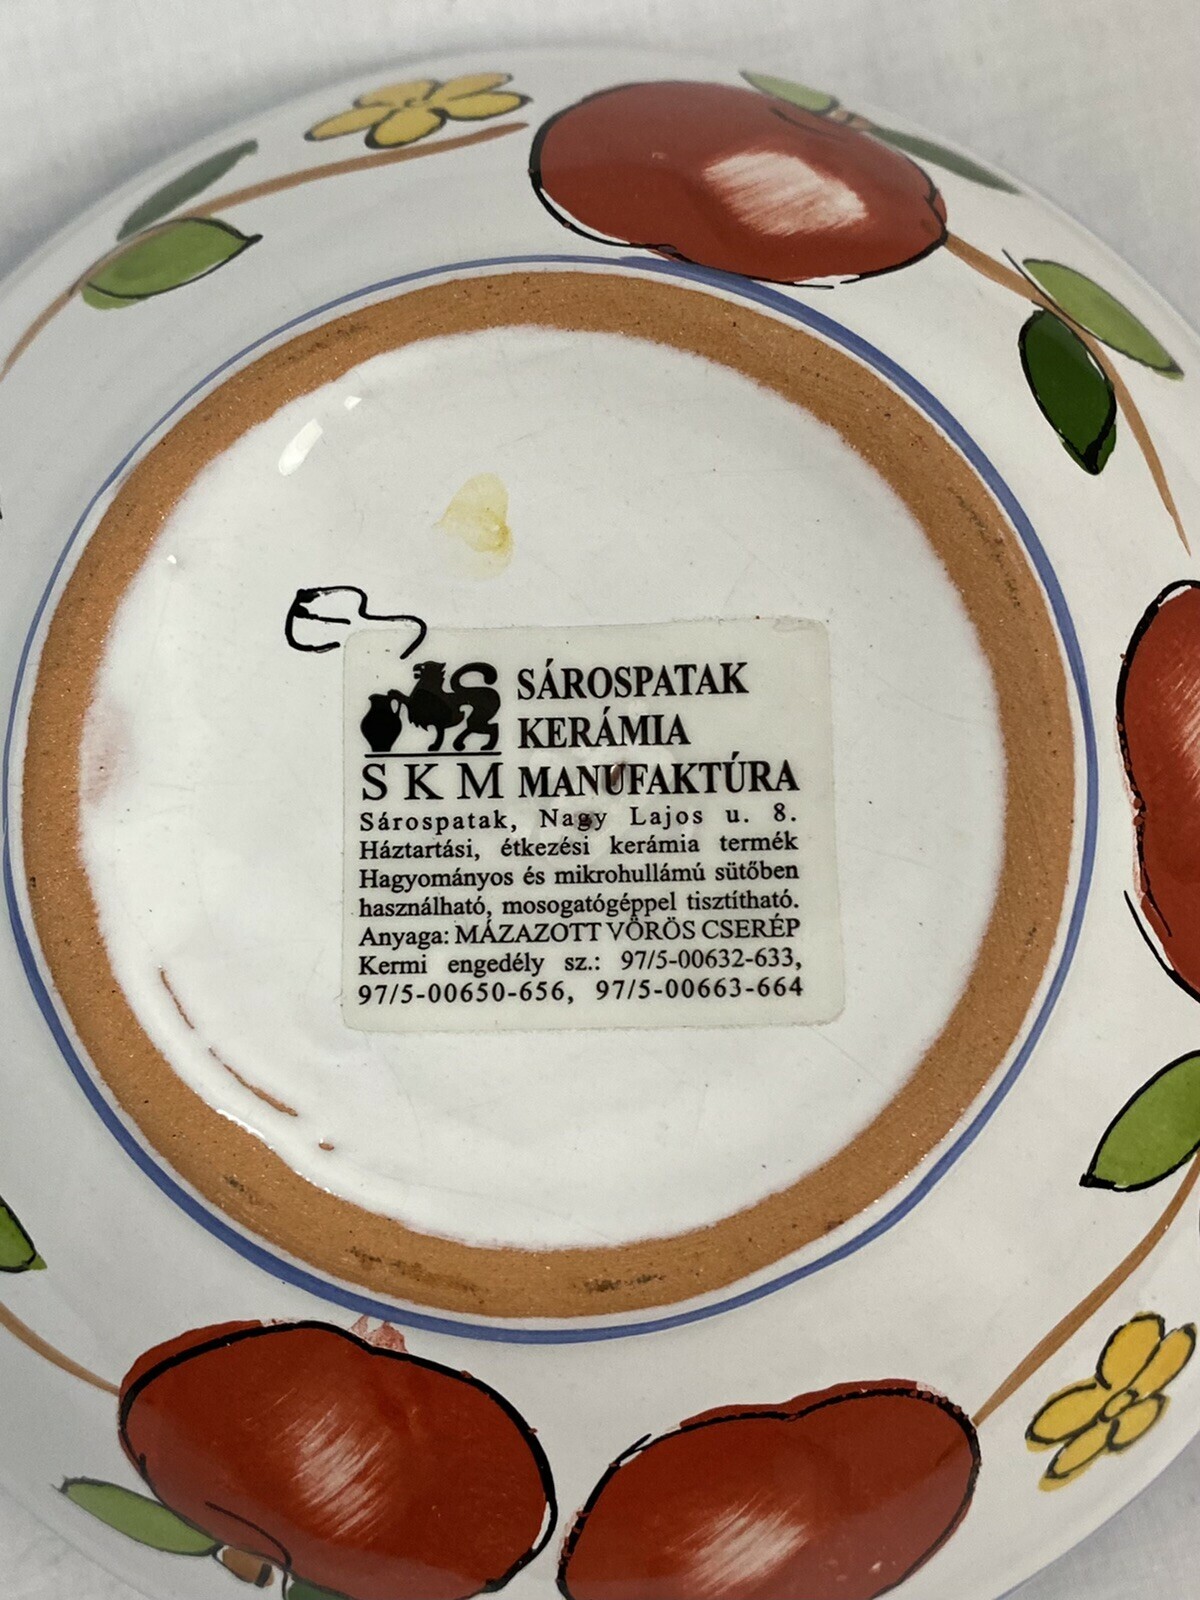 SÁROSPATAK
KERÁMIA
SKM MANUFAKTÚRA
Sárospatak, Nagy Lajos u. 8.
Háztartási, étkezési kerámia termék
Hagyományos és mikrohullámú sütőben
használható, mosogatógéppel tisztítható.
Anyaga: MÁZAZOTT VÖRÖS CSERÉP
Kermi engedély sz.: 97/5-00632-633,
97/5-00650-656, 97/5-00663-664